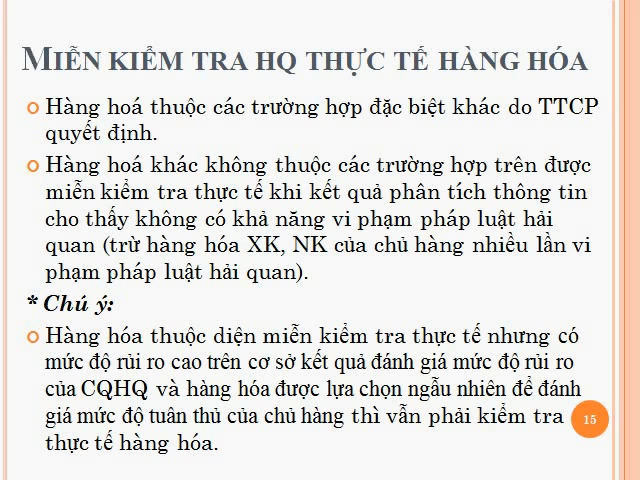 MIỄN KIỂM TRA HQ THỰC TẾ HÀNG HÓA
Hàng hoá thuộc các trường hợp đặc biệt khác do TTCP
quyết định.
Hàng hoá khác không thuộc các trường hợp trên được
miễn kiểm tra thực tế khi kết quả phân tích thông tin
cho thấy không có khả năng vi phạm pháp luật hải
quan (trừ hàng hóa XK, NK của chủ hàng nhiều lần vi
phạm pháp luật hải quan).
* Chú ý:
Hàng hóa thuộc diện miễn kiểm tra thực tế nhưng có
mức độ rủi ro cao trên cơ sở kết quả đánh giá mức độ rủi ro
của CQHQ và hàng hóa được lựa chọn ngẫu nhiên để đánh
giá mức độ tuân thủ của chủ hàng thì vẫn phải kiểm tra
thực tế hàng hóa.
15